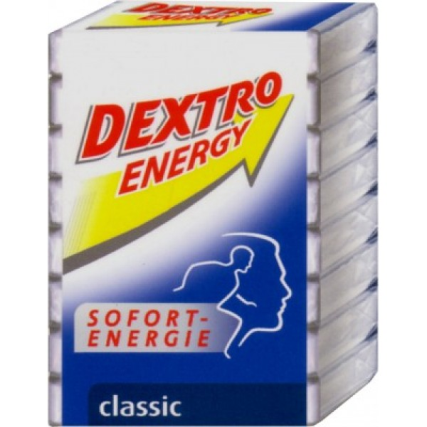 DEXTRO
ENERGY
SOFORT-
ENERGIE
classic